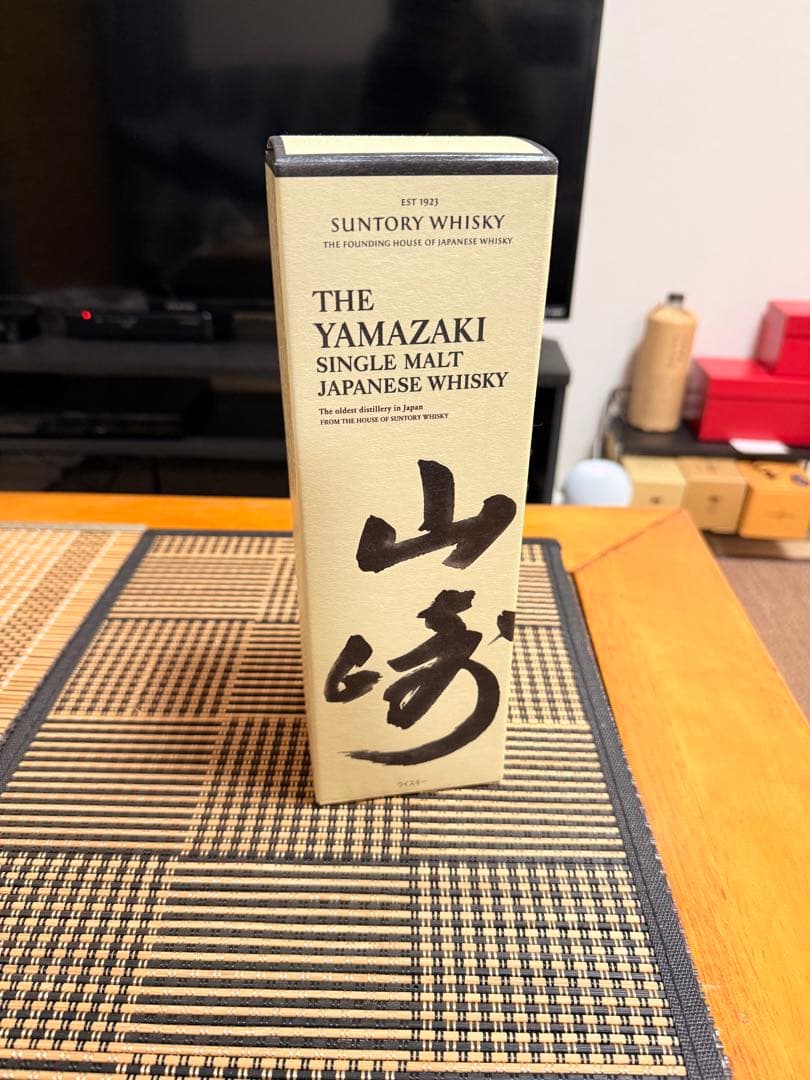 EST 1923
SUNTORY WHISKY
THE FOUNDING HOUSE OF JAPANESE WHISKY
THE
YAMAZAKI
SINGLE MALT
JAPANESE WHISKY
The oldest distillery in Japan
FROM THE HOUSE OF SUNTORY WHISKY
山
崎
ウイスキー